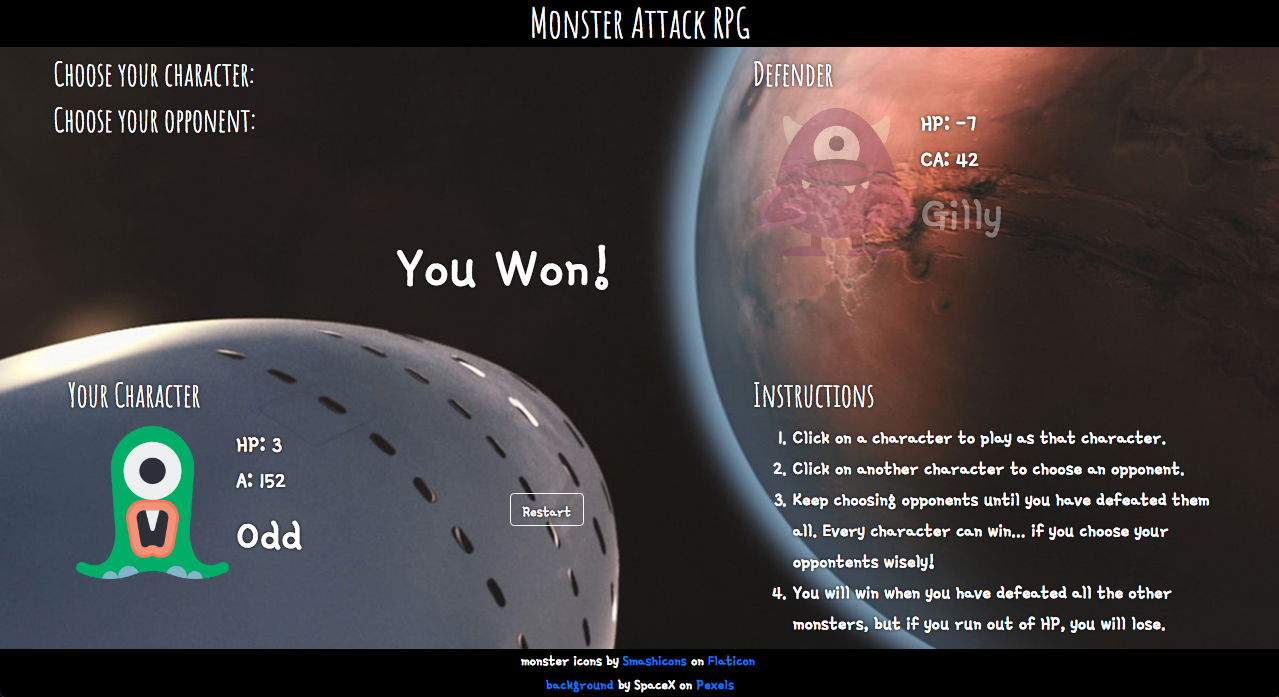 Monster Attack RPG
Choose your character:
Choose your opponent:
Defender
HP: -7
CA: 42
Gilly
You Won!
Your Character
HP: 3
A: 152
Odd
Restart
Instructions
1. Click on a character to play as that character.
2. Click on another character to choose an opponent.
3. Keep choosing opponents until you have defeated them
all. Every character can win... if you choose your
oppontents wisely!
4. You will win when you have defeated all the other
monsters, but if you run out of HP, you will lose.
monster icons by Smashicons on Flaticon
background by SpaceX on Pexels